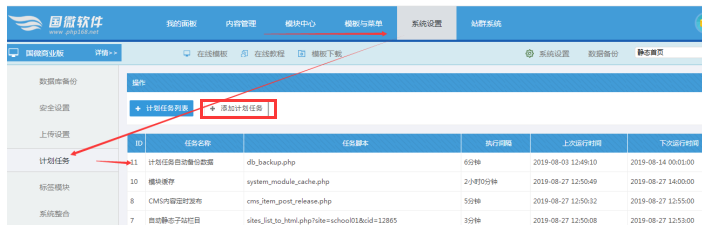 国微软件
www.php168.net
我的面板 内容管理 模块中心 模板与菜单 系统设置 站群系统
国微商业版 详情>>
在线模板 在线教程 模板下载 系统设置 数据备份 静态首页
数据库备份
安全设置
上传设置
计划任务
标签模块
系统整合
操作
+ 计划任务列表 + 添加计划任务
ID 任务名称 任务脚本 执行间隔 上次运行时间 下次运行时间
11 计划任务自动备份数据 db_backup.php 6分钟 2019-08-03 12:49:10 2019-08-14 00:01:00
10 模块缓存 system_module_cache.php 2小时0分钟 2019-08-27 12:50:49 2019-08-27 14:00:00
8 CMS内容定时发布 cms_item_post_release.php 5分钟 2019-08-27 12:50:32 2019-08-27 12:55:00
7 自动静态子站栏目 sites_list_to_html.php?site=school01&cid=12865 3分钟 2019-08-27 12:50:08 2019-08-27 12:53:00